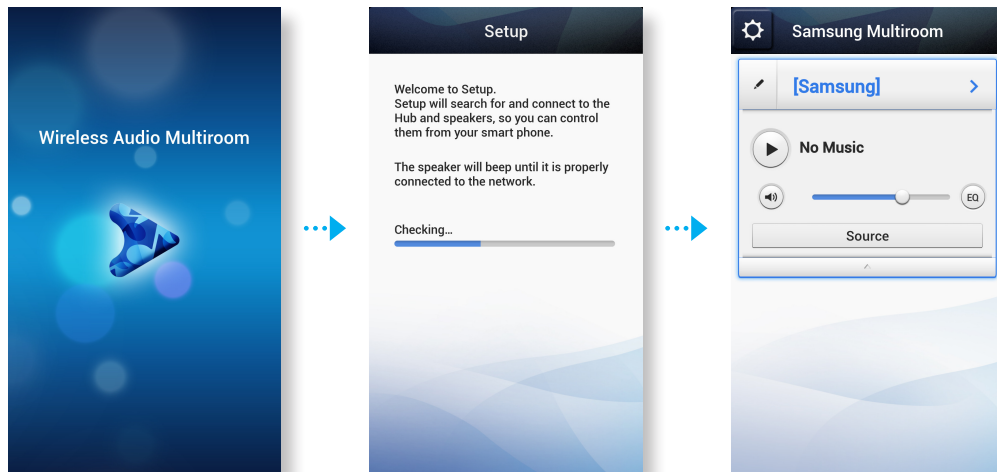 Wireless Audio Multiroom
Setup
Welcome to Setup.
Setup will search for and connect to the
Hub and speakers, so you can control
them from your smart phone.
The speaker will beep until it is properly
connected to the network.
Checking...
Samsung Multiroom
[Samsung]
No Music
EQ
Source